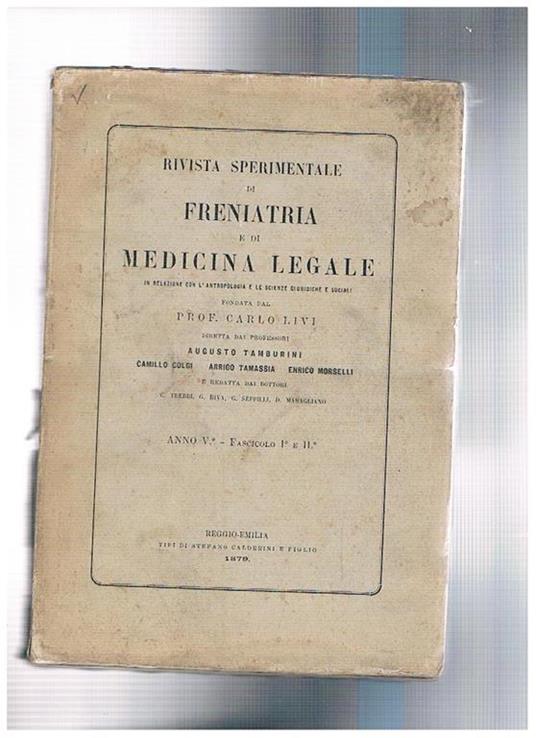 RIVISTA SPERIMENTALE
DI
FRENIATRIA
E DI
MEDICINA LEGALE
IN RELAZIONE CON L'ANTROPOLOGIA E LE SCIENZE GIURIDICHE E SOCIALI
FONDATA DAL
PROF. CARLO LIVI
DIRETTA DAI PROFESSORI
AUGUSTO TAMBURINI
CAMILLO GOLGI ARRIGO TAMASSIA ENRICO MORSELLI
E REDATTA DAI DOTTORI
G. RIVA, G. SEPPILLI, D. MARAGLIANO
ANNO V.º - FASCICOLO Iº E II.º
REGGIO-EMILIA
TIPI DI STEFANO CALDERINI E FIGLIO
1879.